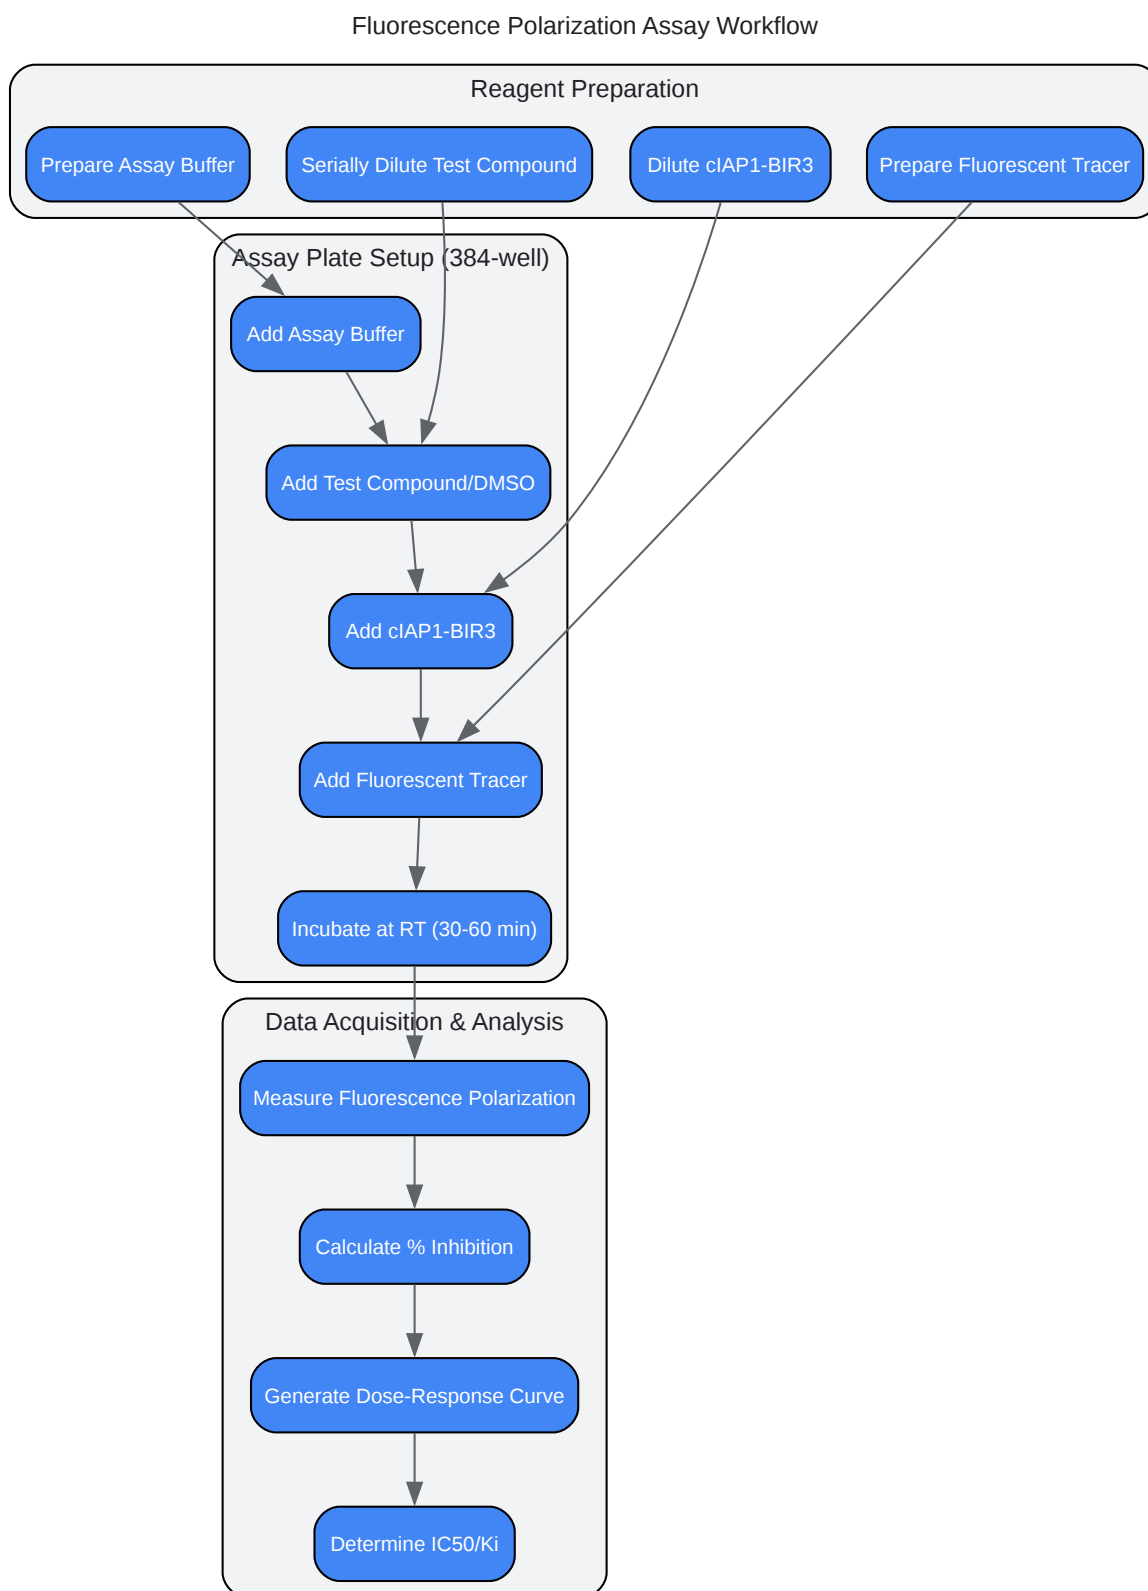 Fluorescence Polarization Assay Workflow
Reagent Preparation
Prepare Assay Buffer
Serially Dilute Test Compound
Dilute cIAP1-BIR3
Prepare Fluorescent Tracer
Assay Plate Setup (384-well)
Add Assay Buffer
Add Test Compound/DMSO
Add cIAP1-BIR3
Add Fluorescent Tracer
Incubate at RT (30-60 min)
Data Acquisition & Analysis
Measure Fluorescence Polarization
Calculate % Inhibition
Generate Dose-Response Curve
Determine IC50/Ki